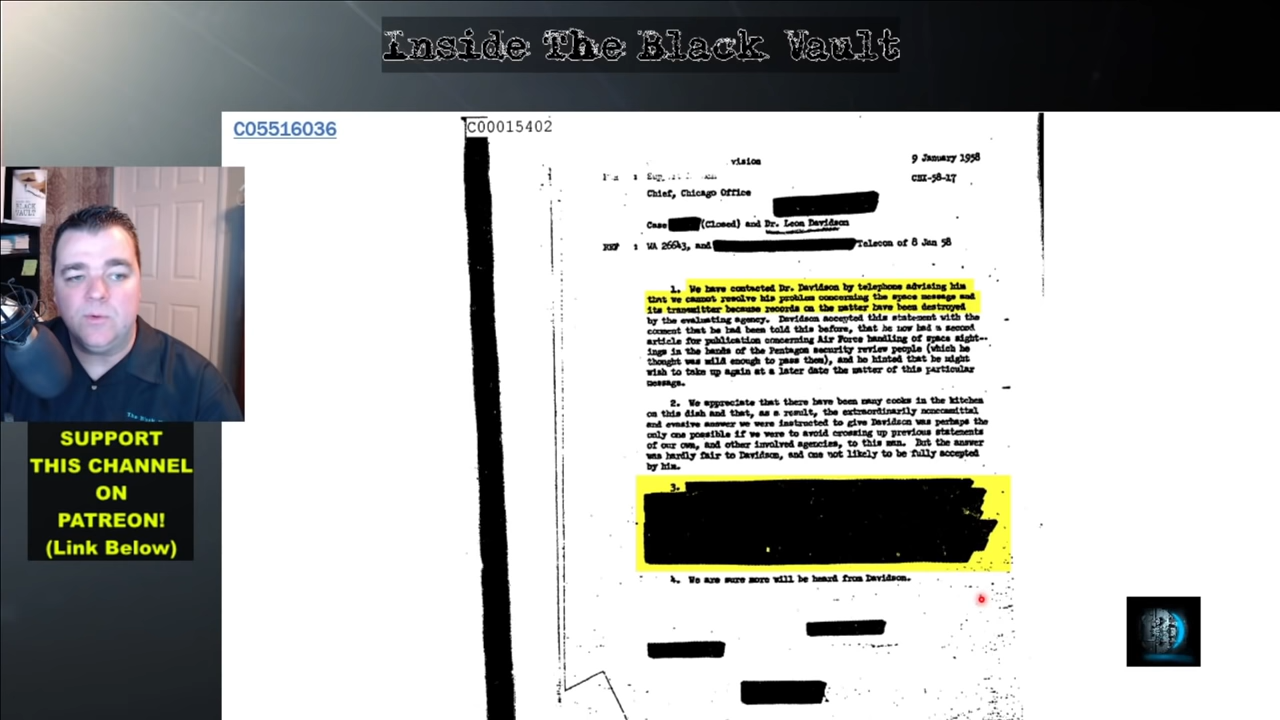 Inside The Black Vault
C05516036
C00015402
9 January 1958
vision
CHI-58-17
Chief, Chicago Office
Case (Closed) and Dr. Leon Davidson
REF : WA 26643, and Telecon of 8 Jan 58
1. We have contacted Dr. Davidson by telephone advising him
that we cannot resolve his problem concerning the space message and
its transmitter because records on the matter have been destroyed
by the evaluating agency. Davidson accepted this statement with the
comment that he had been told this before, that he now had a second
article for publication concerning Air Force handling of space sight-
ings in the hands of the Pentagon security review people (which he
thought was mild enough to pass them), and he hinted that he might
wish to take up again at a later date the matter of this particular
message.
2. We appreciate that there have been many cooks in the kitchen
on this dish and that, as a result, the extraordinarily noncommittal
and evasive answer we were instructed to give Davidson was perhaps the
only one possible if we were to avoid crossing up previous statements
of our own, and other involved agencies, to this man. But the answer
was hardly fair to Davidson, and one not likely to be fully accepted
by him.
3.
4. We are sure more will be heard from Davidson.
SUPPORT
THIS CHANNEL
ON
PATREON!
(Link Below)